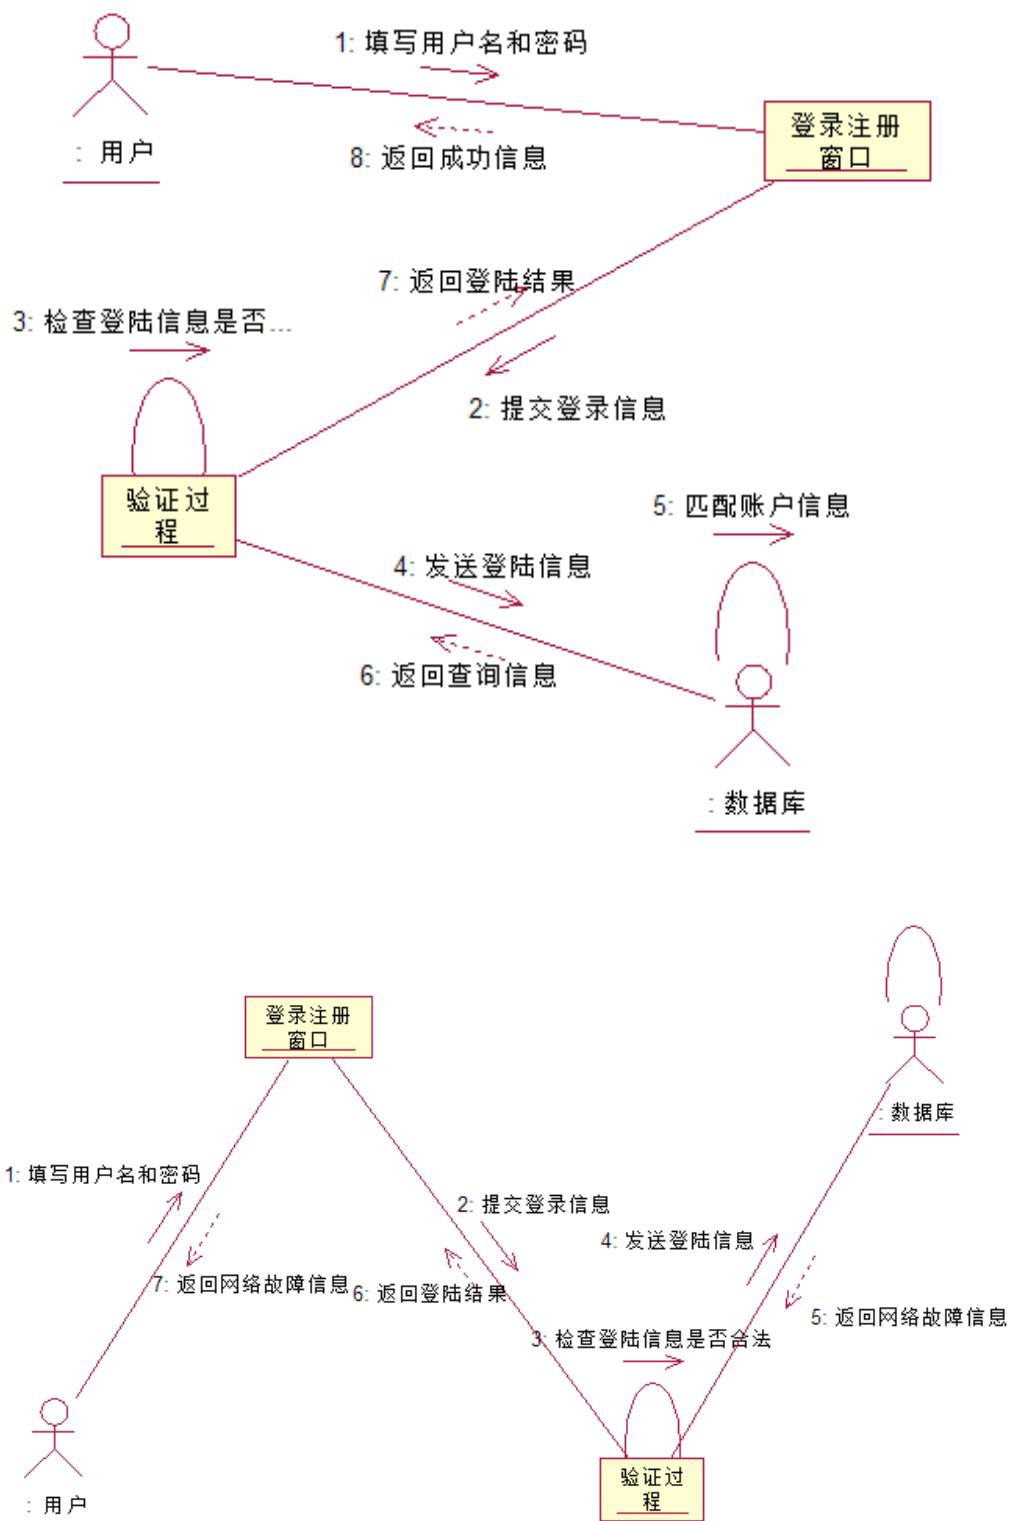 1: 填写用户名和密码
登录注册
窗口
: 用户
8: 返回成功信息
7: 返回登陆结果
3: 检查登陆信息是否...
2: 提交登录信息
验证过
程
5: 匹配账户信息
4: 发送登陆信息
6: 返回查询信息
: 数据库
登录注册
窗口
: 数据库
1: 填写用户名和密码
2: 提交登录信息
4: 发送登陆信息
7: 返回网络故障信息
6: 返回登陆结果
5: 返回网络故障信息
3: 检查登陆信息是否合法
验证过
程
: 用户